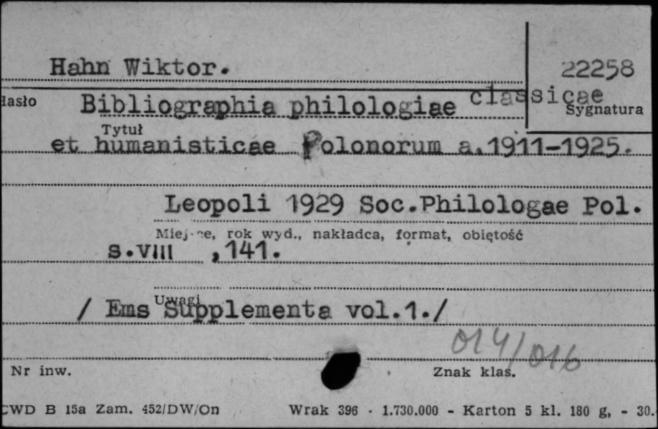 Hahn Wiktor.
22258
Hasło
Sygnatura
Bibliographia philologiae classicae
Tytuł
et humanisticae Polonorum a.1911-1925.
Leopoli 1929 Soc.Philologae Pol.
Miejsce, rok wyd., nakładca, format, objętość
s.VIII ,141.
Uwagi
/ Ems Supplementa vol.1./
014/016
Nr inw.
Znak klas.
CWD B 15a Zam. 452/DW/On Wrak 396 - 1.730.000 - Karton 5 kl. 180 g, - 30.